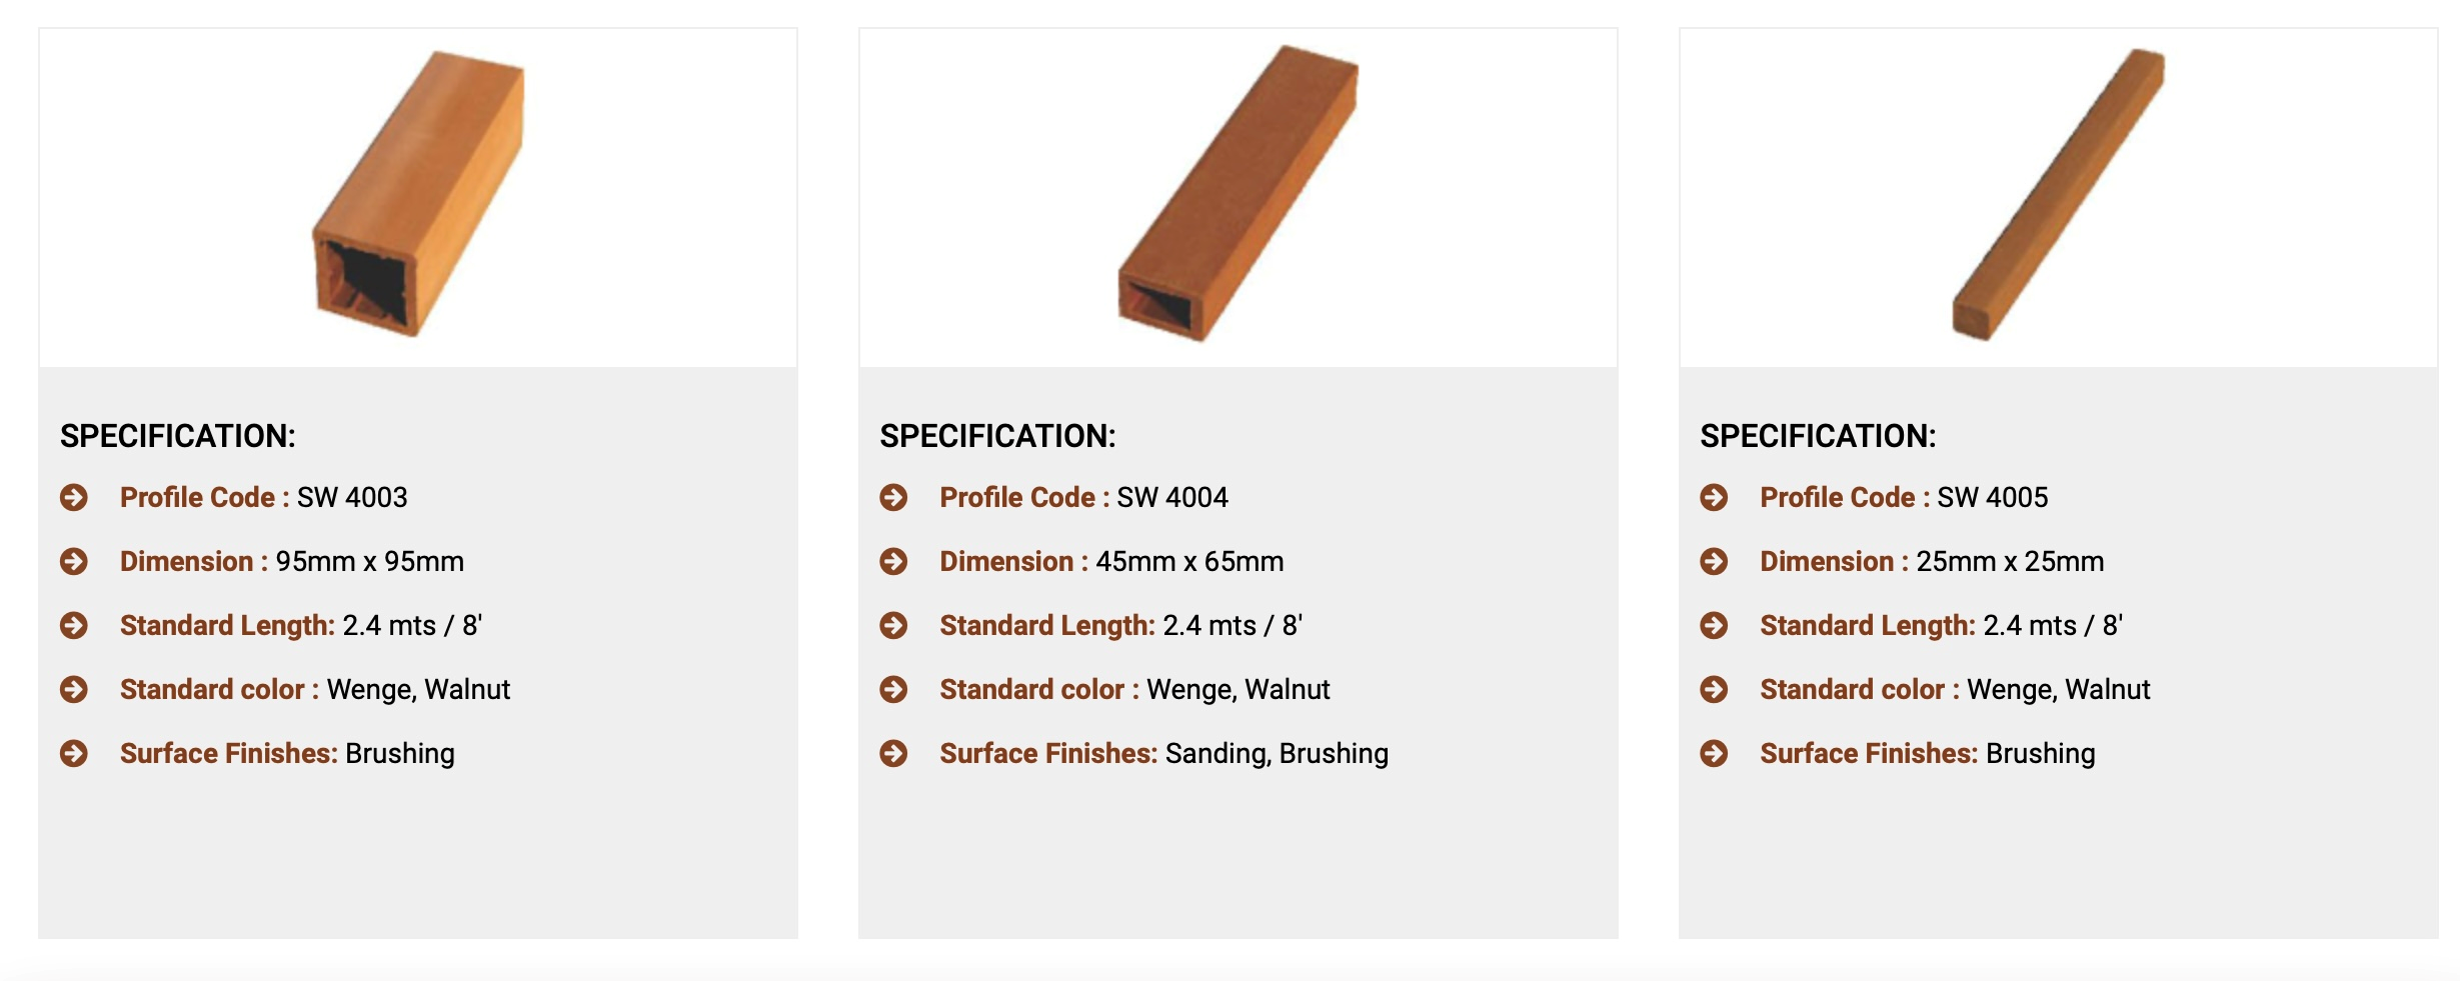 SPECIFICATION:
Profile Code : SW 4003
Dimension : 95mm x 95mm
Standard Length: 2.4 mts / 8'
Standard color : Wenge, Walnut
Surface Finishes: Brushing
SPECIFICATION:
Profile Code : SW 4004
Dimension : 45mm x 65mm
Standard Length: 2.4 mts / 8'
Standard color : Wenge, Walnut
Surface Finishes: Sanding, Brushing
SPECIFICATION:
Profile Code : SW 4005
Dimension : 25mm x 25mm
Standard Length: 2.4 mts / 8'
Standard color : Wenge, Walnut
Surface Finishes: Brushing